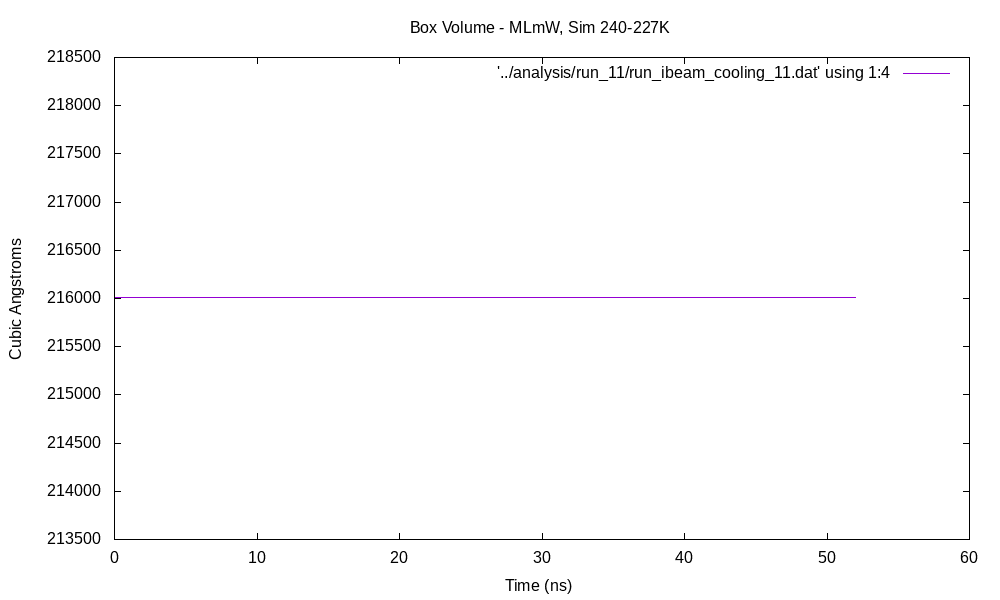 Box Volume - MLmW, Sim 240-227K
'../analysis/run_11/run_ibeam_cooling_11.dat' using 1:4
218500
218000
217500
217000
216500
216000
215500
215000
214500
214000
213500
Cubic Angstroms
0 10 20 30 40 50 60
Time (ns)